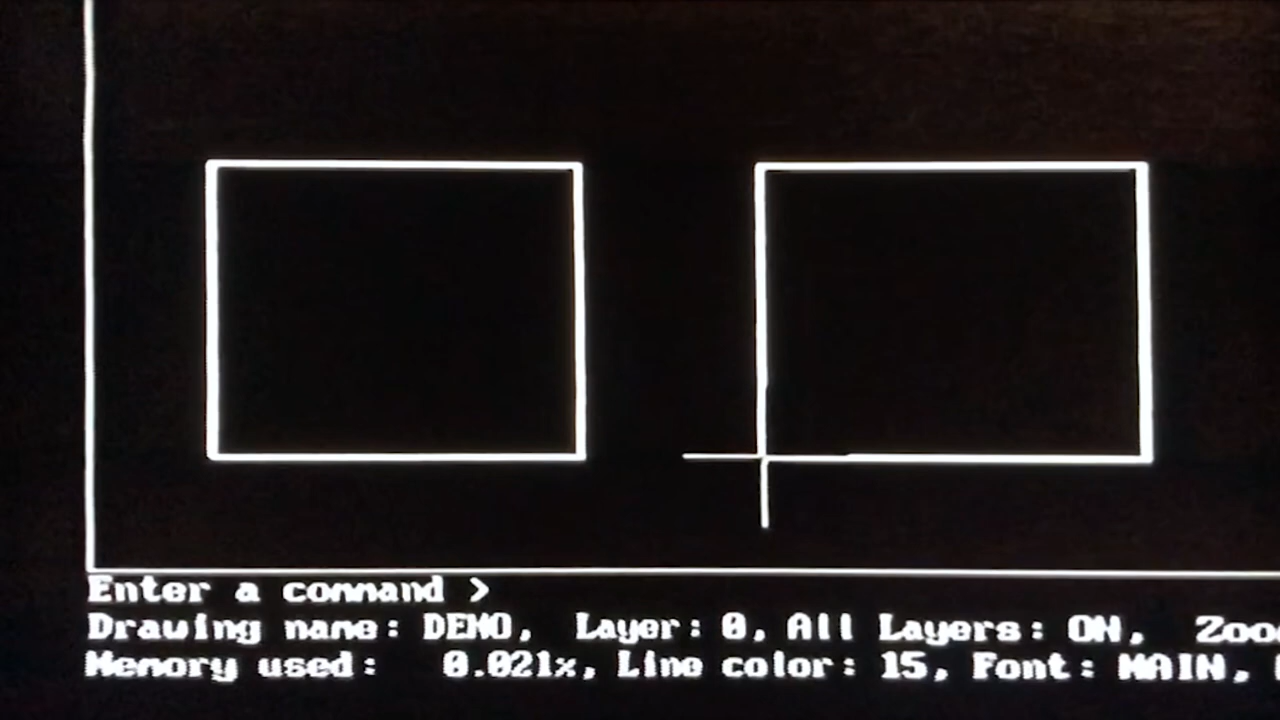 Enter a command >
Drawing name: DEMO, Layer: 0, All Layers: ON, Zoo
Memory used: 0.021%, Line color: 15, Font: MAIN,